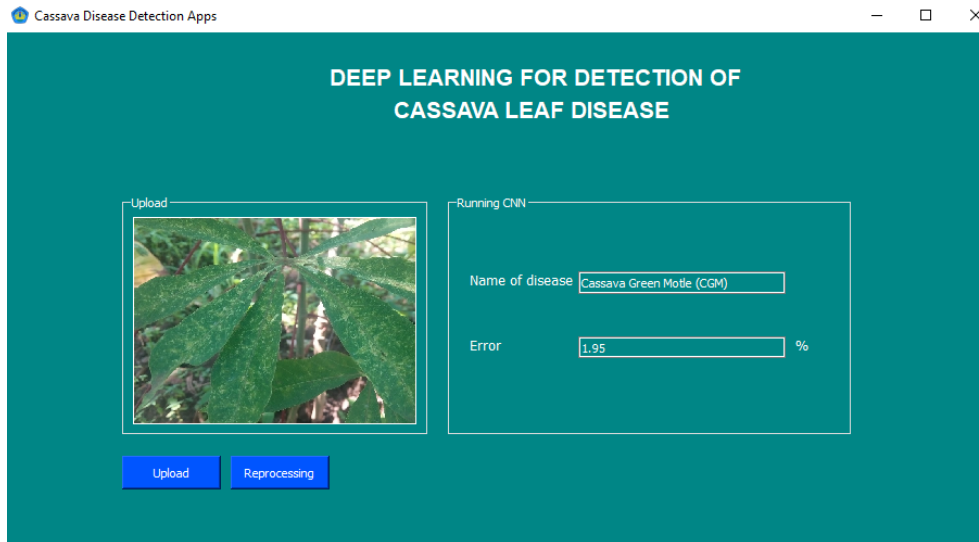 Cassava Disease Detection Apps
DEEP LEARNING FOR DETECTION OF
CASSAVA LEAF DISEASE
Upload
Running CNN
Name of disease Cassava Green Motle (CGM)
Error 1.95 %
Upload Reprocessing